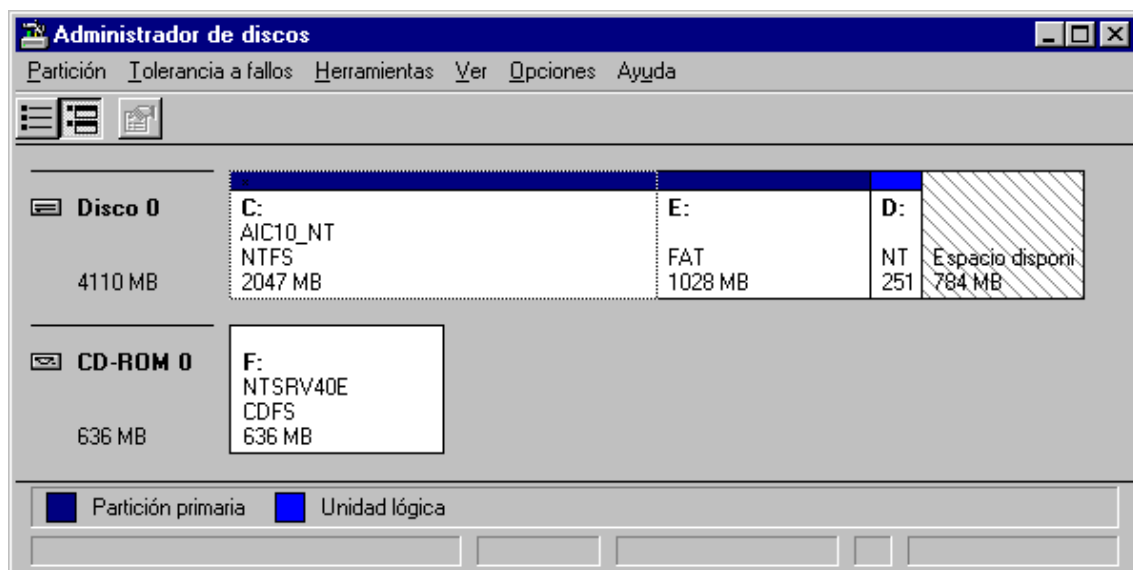 Administrador de discos
Partición Tolerancia a fallos Herramientas Ver Opciones Ayuda
Disco 0
4110 MB
C:
AIC10_NT
NTFS
2047 MB
E:
FAT
1028 MB
D:
NT
251
Espacio disponi
784 MB
CD-ROM 0
636 MB
F:
NTSRV40E
CDFS
636 MB
Partición primaria
Unidad lógica